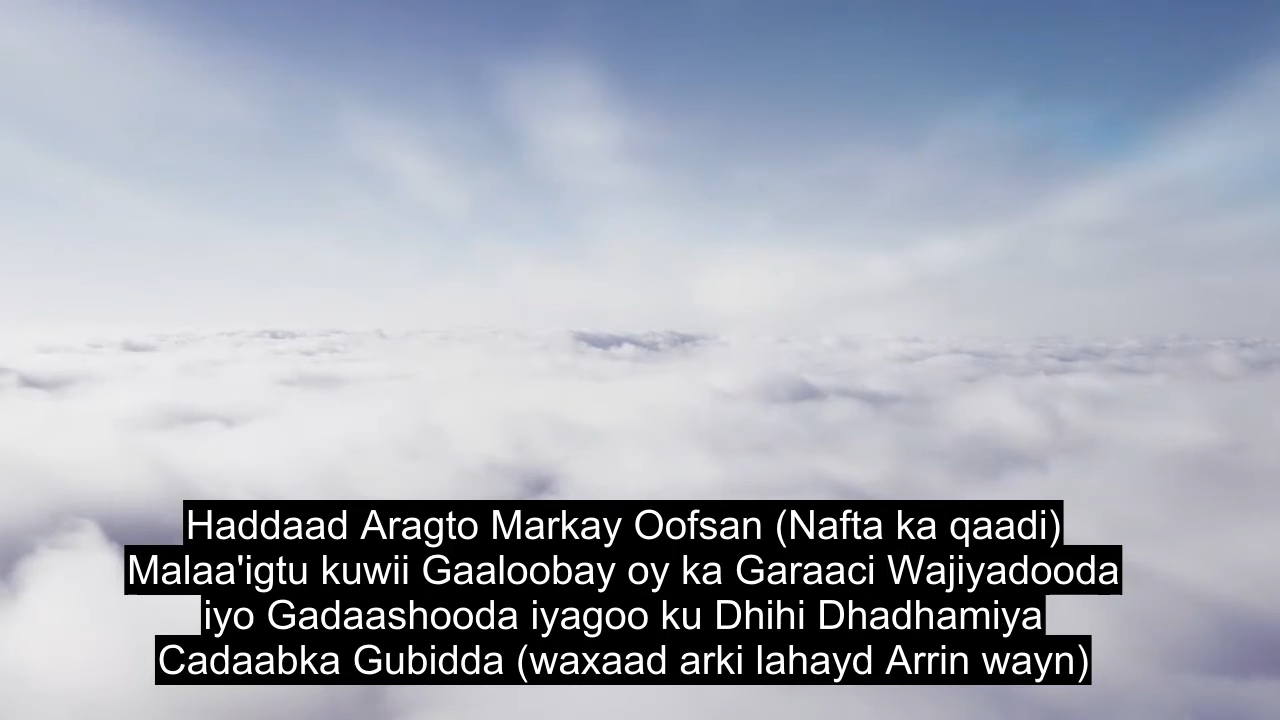 Haddaad Aragto Markay Oofsan (Nafta ka qaadi)
Malaa'igtu kuwii Gaaloobay oy ka Garaaci Wajiyadooda
iyo Gadaashooda iyagoo ku Dhihi Dhadhamiya
Cadaabka Gubidda (waxaad arki lahayd Arrin wayn)